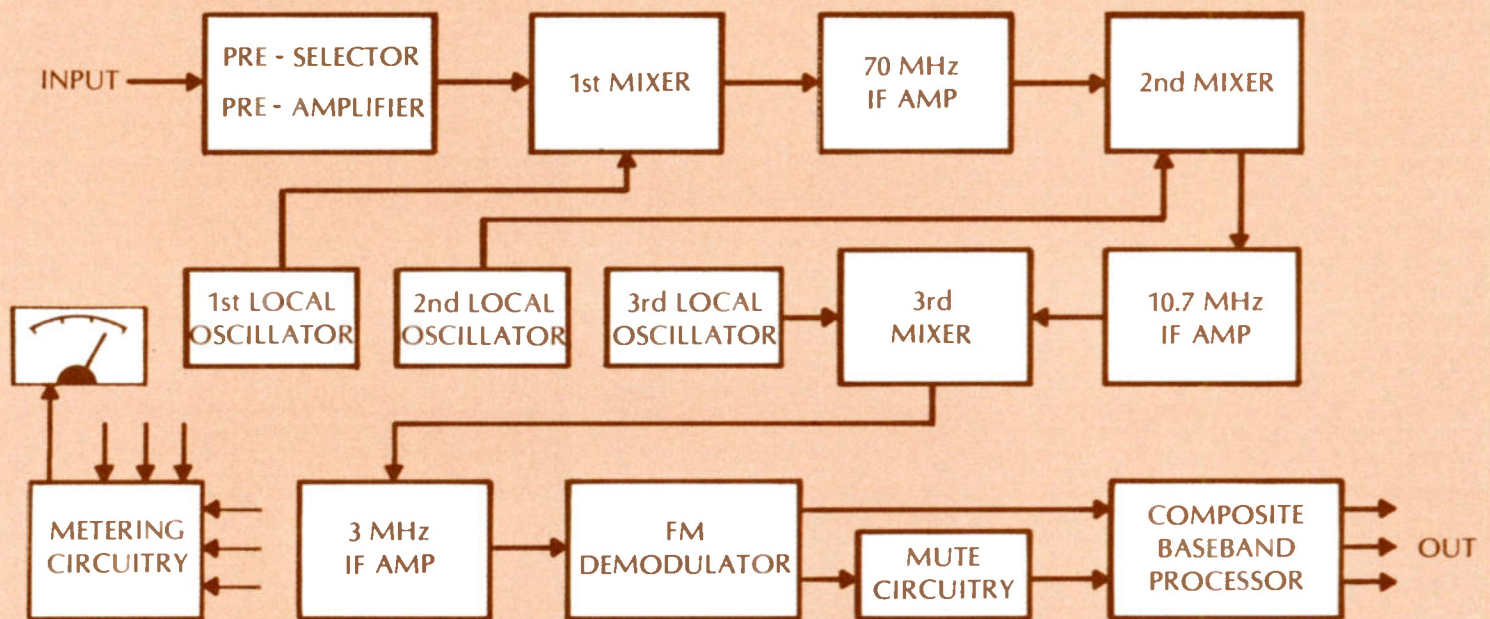 INPUT
PRE - SELECTOR
PRE - AMPLIFIER
1st MIXER
70 MHz
IF AMP
2nd MIXER
1st LOCAL
OSCILLATOR
2nd LOCAL
OSCILLATOR
3rd LOCAL
OSCILLATOR
3rd
MIXER
10.7 MHz
IF AMP
METERING
CIRCUITRY
3 MHz
IF AMP
FM
DEMODULATOR
MUTE
CIRCUITRY
COMPOSITE
BASEBAND
PROCESSOR
OUT